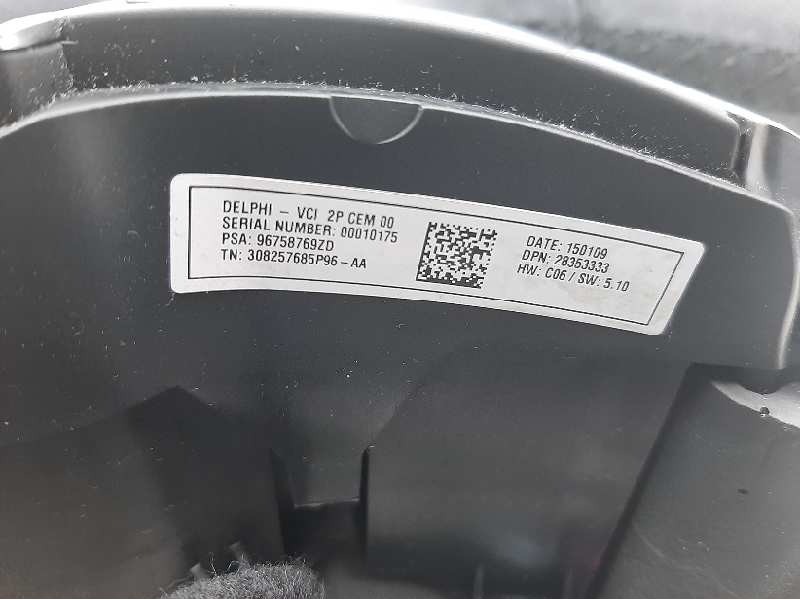 DELPHI - VCI 2P CEM 00
SERIAL NUMBER: 00010175
PSA: 96758769ZD
TN: 308257685P96-AA
DATE: 150109
DPN: 28353333
HW: C06 / SW: 5.10